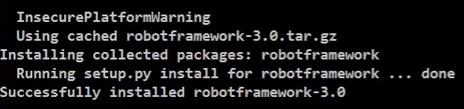 InsecurePlatformWarning
Using cached robotframework-3.0.tar.gz
Installing collected packages: robotframework
Running setup.py install for robotframework ... done
Successfully installed robotframework-3.0